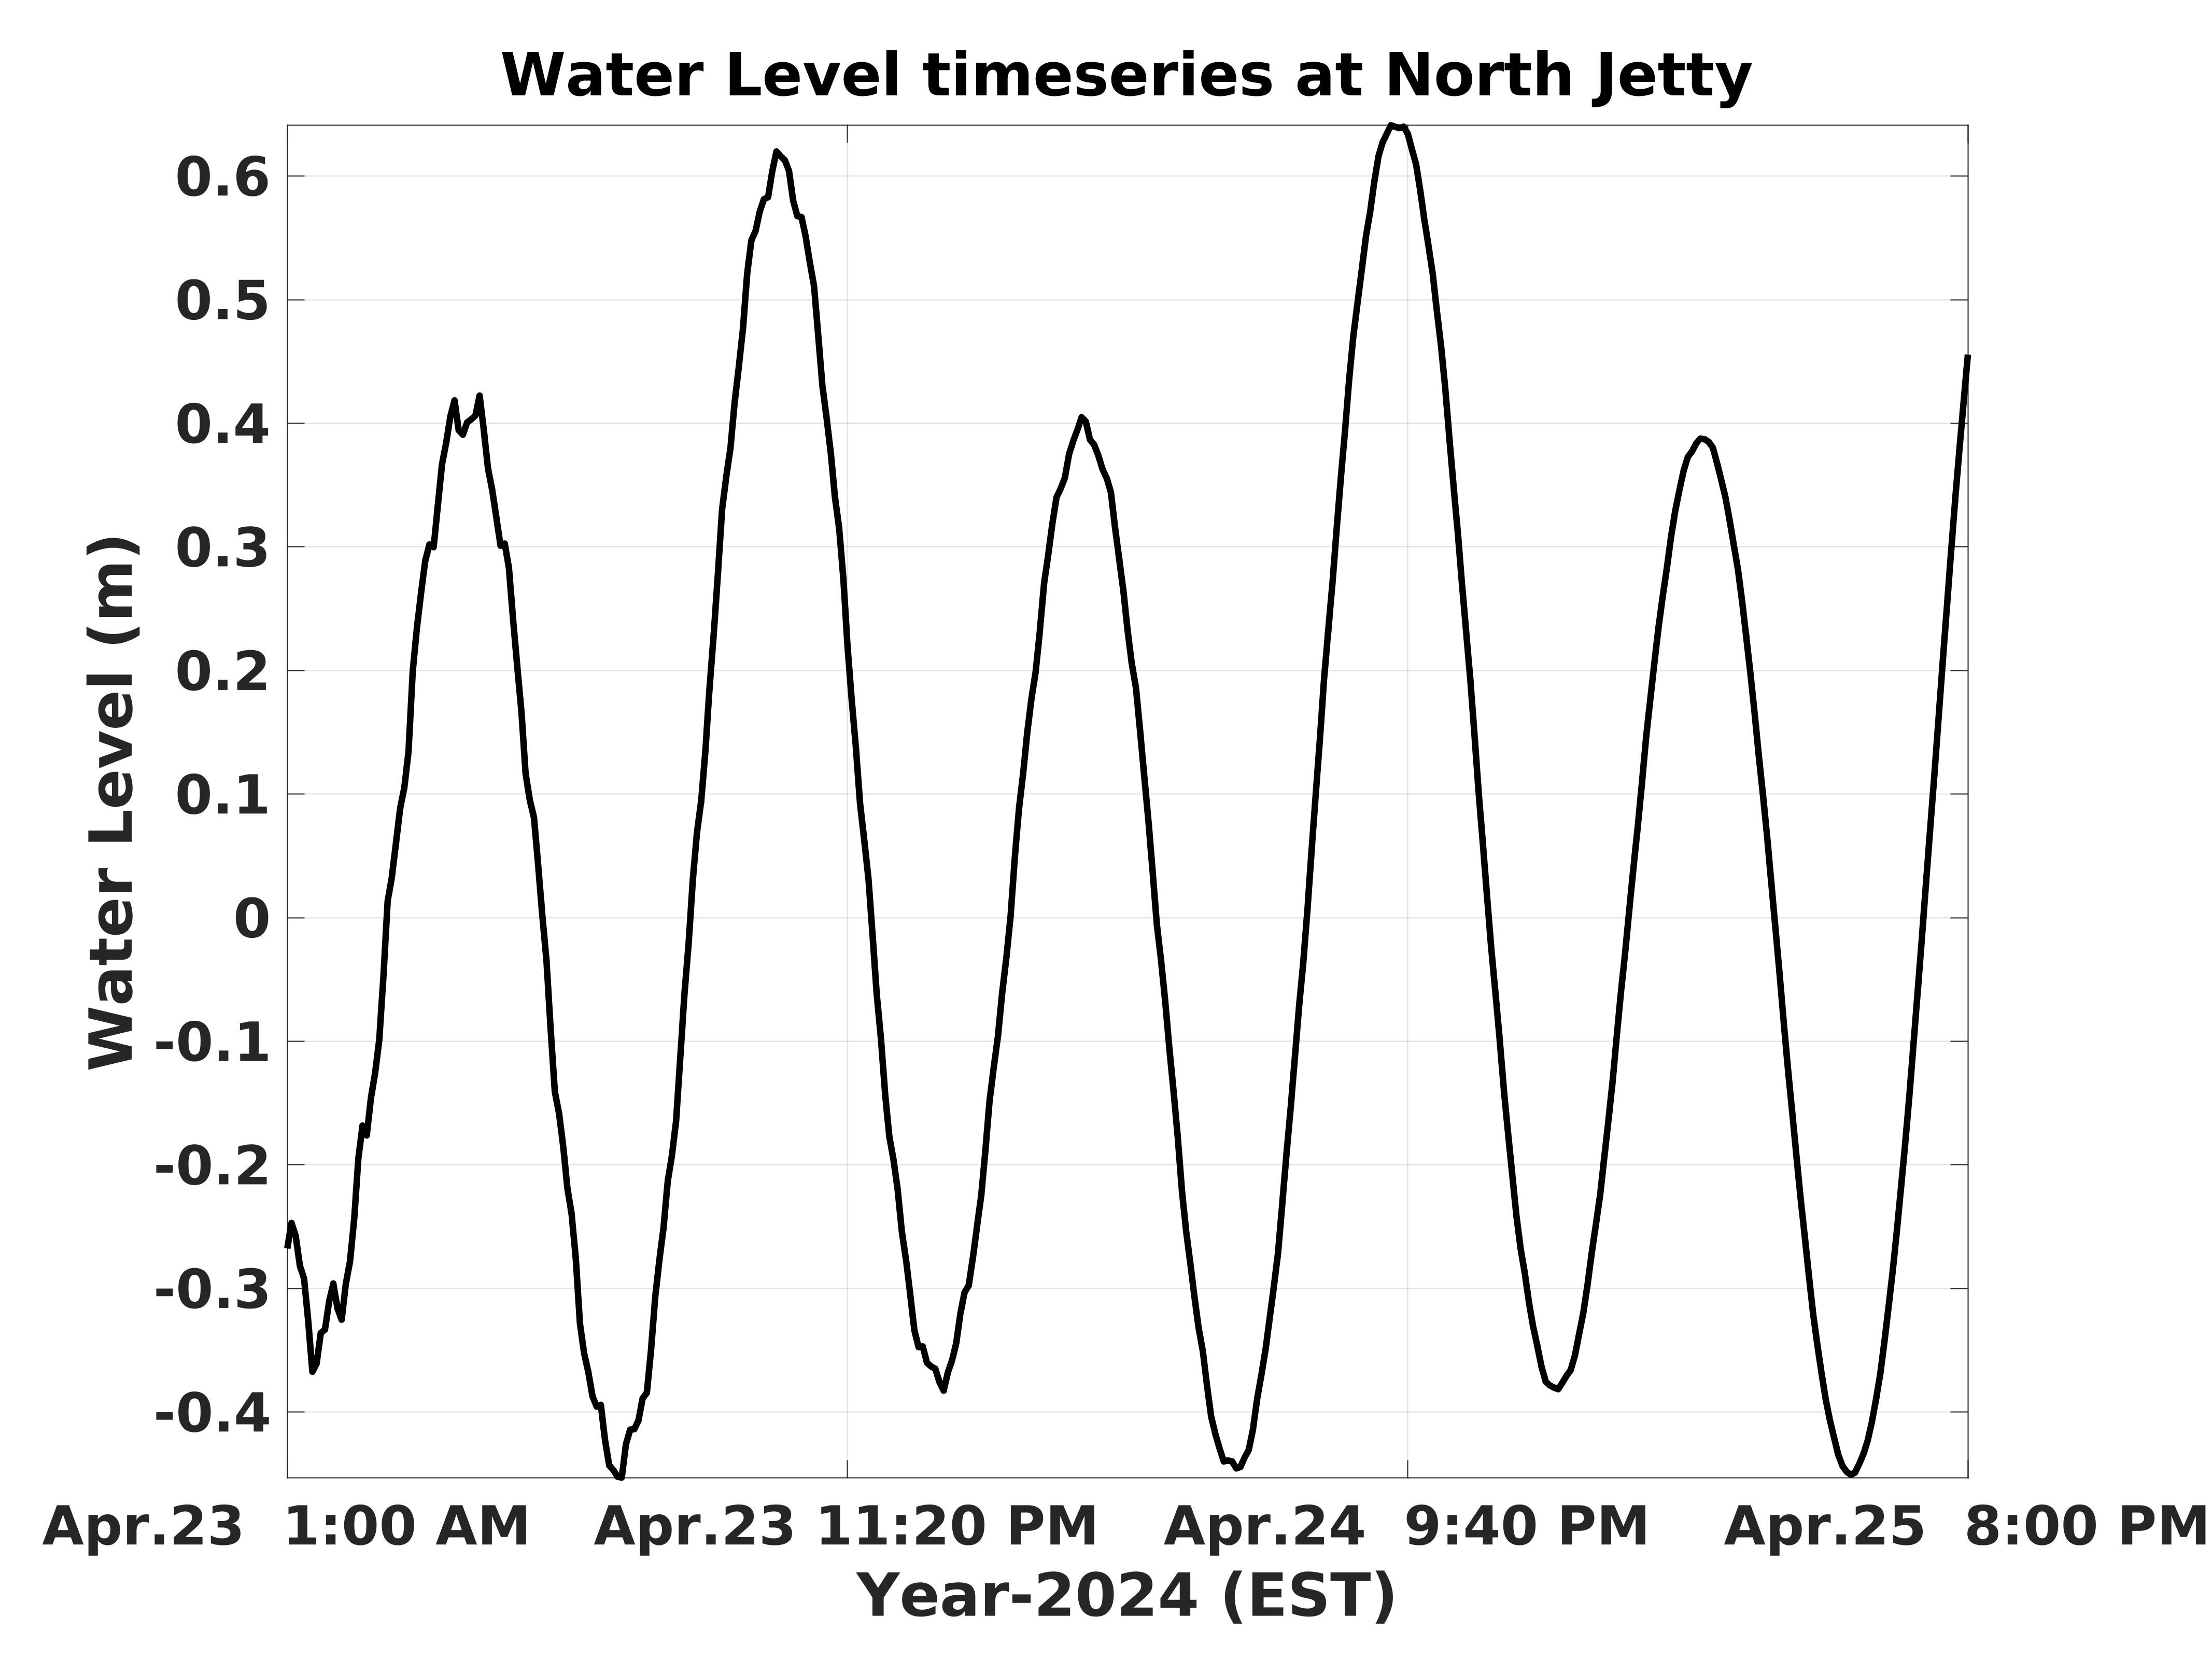 Water Level timeseries at North Jetty
Water Level (m)
0.6
0.5
0.4
0.3
0.2
0.1
0
-0.1
-0.2
-0.3
-0.4
Apr.23 1:00 AM
Apr.23 11:20 PM
Apr.24 9:40 PM
Apr.25 8:00 PM
Year-2024 (EST)